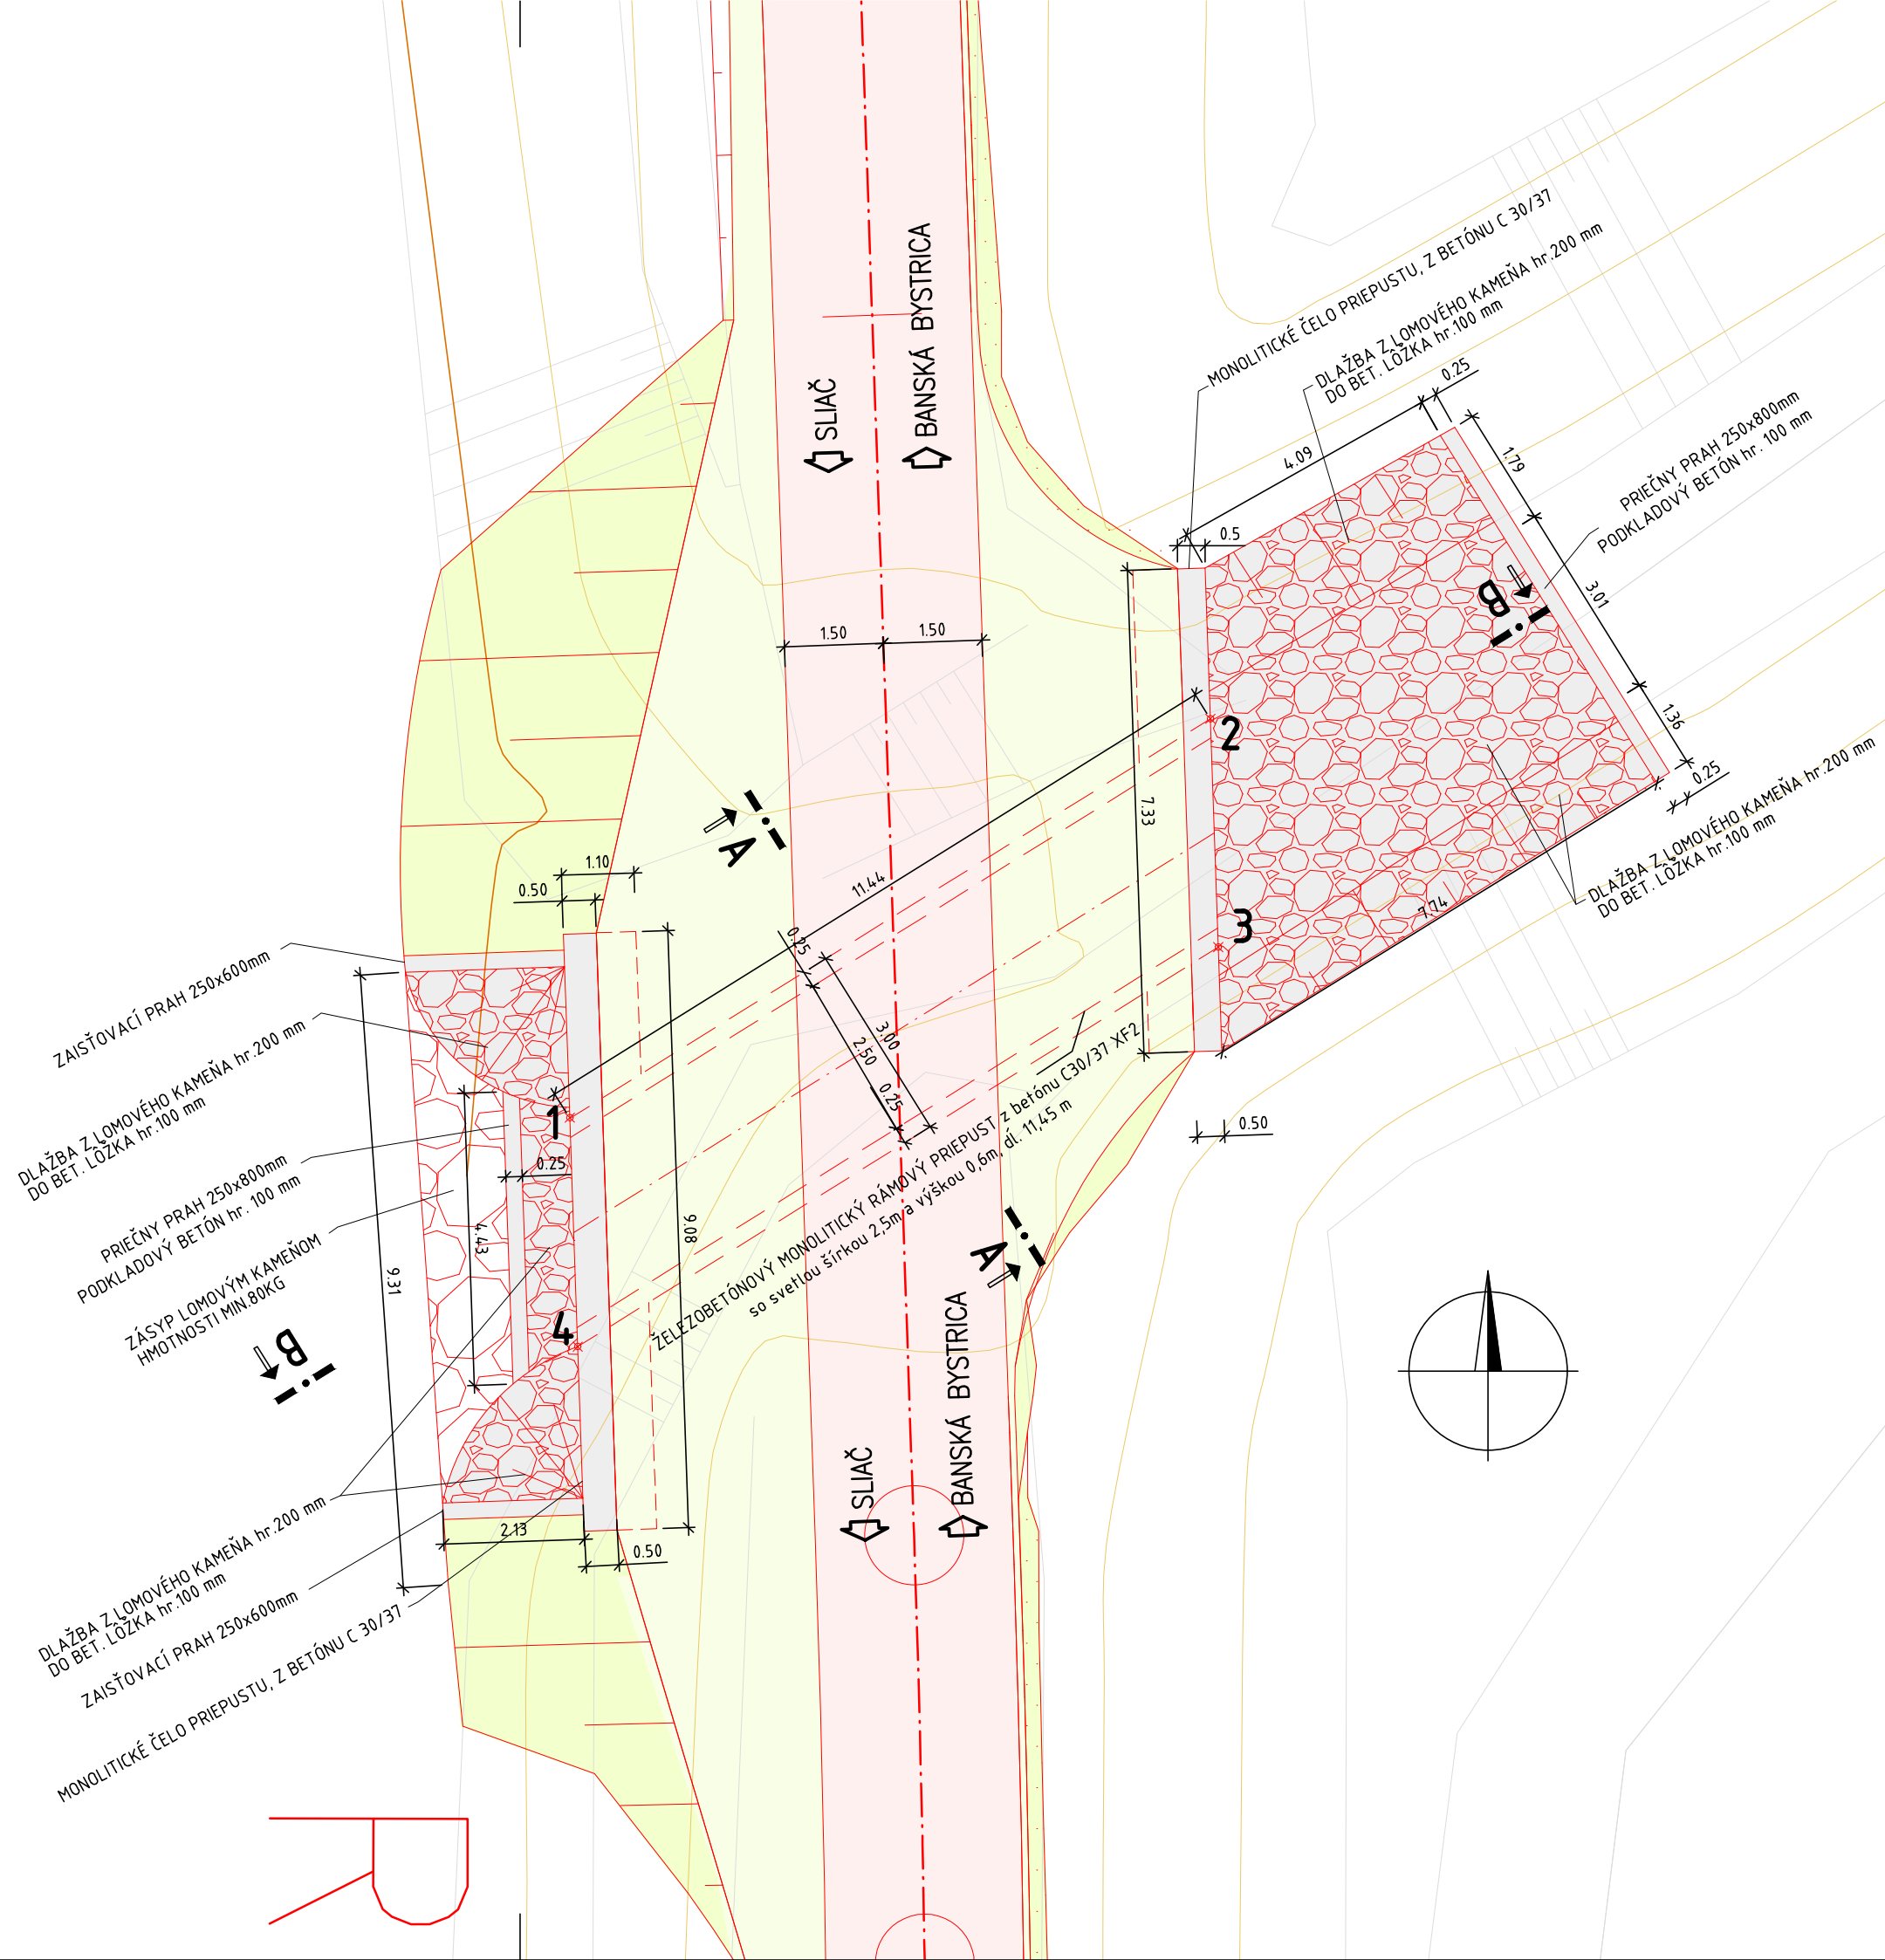 SLIAČ
BANSKÁ BYSTRICA
MONOLITICKÉ ČELO PRIEPUSTU, Z BETÓNU C 30/37
DLAŽBA Z LOMOVÉHO KAMEŇA hr.200 mm
DO BET. LÔŽKA hr.100 mm
0.25
4.09
1.79
PRIEČNY PRAH 250x800mm
PODKLADOVÝ BETÓN hr. 100 mm
0.5
B
3.01
1.50
1.50
1.36
2
0.25
DLAŽBA Z LOMOVÉHO KAMEŇA hr.200 mm
DO BET. LÔŽKA hr.100 mm
7.33
A
1.10
0.50
11.44
7.74
3
0.25
3.00
2.50
0.25
ZAISŤOVACÍ PRAH 250x600mm
DLAŽBA Z LOMOVÉHO KAMEŇA hr.200 mm
DO BET. LÔŽKA hr.100 mm
1
0.25
0.50
ŽELEZOBETÓNOVÝ MONOLITICKÝ RÁMOVÝ PRIEPUST z betónu C30/37 XF2
so svetlou šírkou 2,5m a výškou 0,6m, dĺ. 11,45 m
PRIEČNY PRAH 250x800mm
PODKLADOVÝ BETÓN hr. 100 mm
4.43
9.08
9.31
ZÁSYP LOMOVÝM KAMEŇOM
HMOTNOSTI MIN.80KG
A
4
B
SLIAČ
BANSKÁ BYSTRICA
2.13
0.50
DLAŽBA Z LOMOVÉHO KAMEŇA hr.200 mm
DO BET. LÔŽKA hr.100 mm
ZAISŤOVACÍ PRAH 250x600mm
MONOLITICKÉ ČELO PRIEPUSTU, Z BETÓNU C 30/37